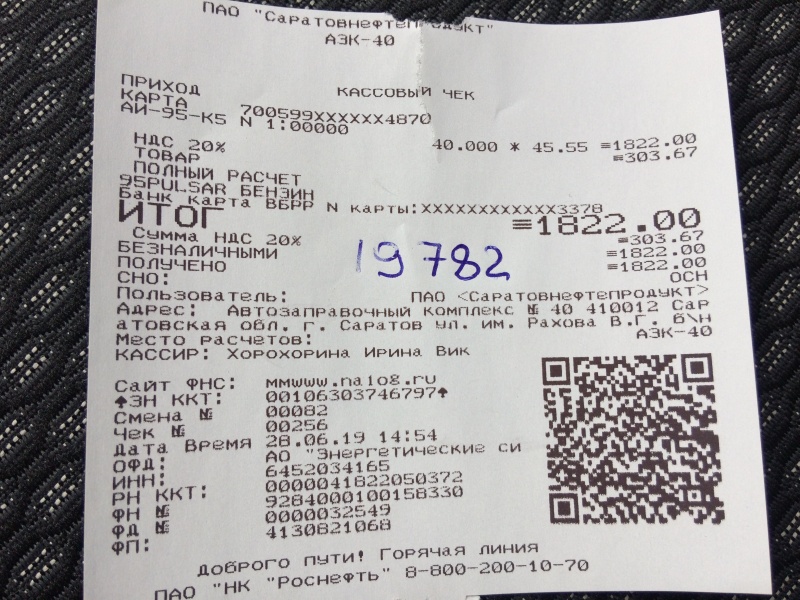 ПАО "Саратовнефтепродукт"
АЗК-40
КАССОВЫЙ ЧЕК
ПРИХОД
КАРТА 700599XXXXXX4870
АИ-95-К5 N 1:00000
40.000 * 45.55 ≡1822.00
НДС 20% ≡303.67
ТОВАР
ПОЛНЫЙ РАСЧЕТ
95PULSAR БЕНЗИН
Банк карта ВБРР N карты:XXXXXXXXXXXX3378
ИТОГ ≡1822.00
Сумма НДС 20% ≡303.67
БЕЗНАЛИЧНЫМИ ≡1822.00
ПОЛУЧЕНО ≡1822.00
19782
СНО: ОСН
Пользователь: ПАО <Саратовнефтепродукт>
Адрес: Автозаправочный комплекс № 40 410012 Сар
атовская обл. г. Саратов ул. им. Рахова В.Г. б\н
Место расчетов: АЗК-40
КАССИР: Хорохорина Ирина Вик
Сайт ФНС: ммwww.nalog.ru
↑ЗН ККТ: 00106303746797↑
Смена № 00082
Чек № 00256
Дата Время 28.06.19 14:54
ОФД: АО "Энергетические си
ИНН: 6452034165
РН ККТ: 0000041822050372
ФН № 9284000100158330
ФД № 0000032549
ФП: 4130821068
доброго пути! Горячая линия
ПАО "НК "Роснефть" 8-800-200-10-70